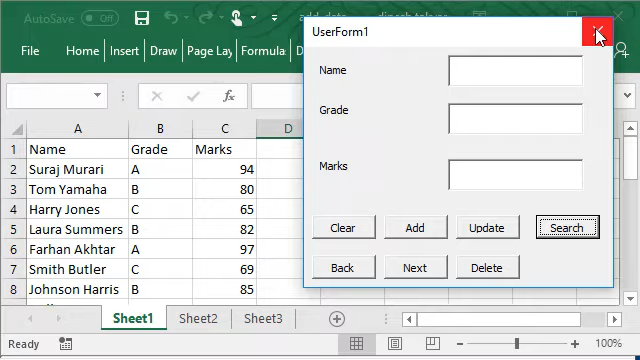 AutoSave Off
UserForm1
File Home Insert Draw Page Lay Formula
Name
Grade
Marks
Clear Add Update Search
Back Next Delete
fx
A B C D
1 Name Grade Marks
2 Suraj Murari A 94
3 Tom Yamaha B 80
4 Harry Jones C 65
5 Laura Summers B 82
6 Farhan Akhtar A 97
7 Smith Butler C 69
8 Johnson Harris B 85
Sheet1 Sheet2 Sheet3
Ready 100%